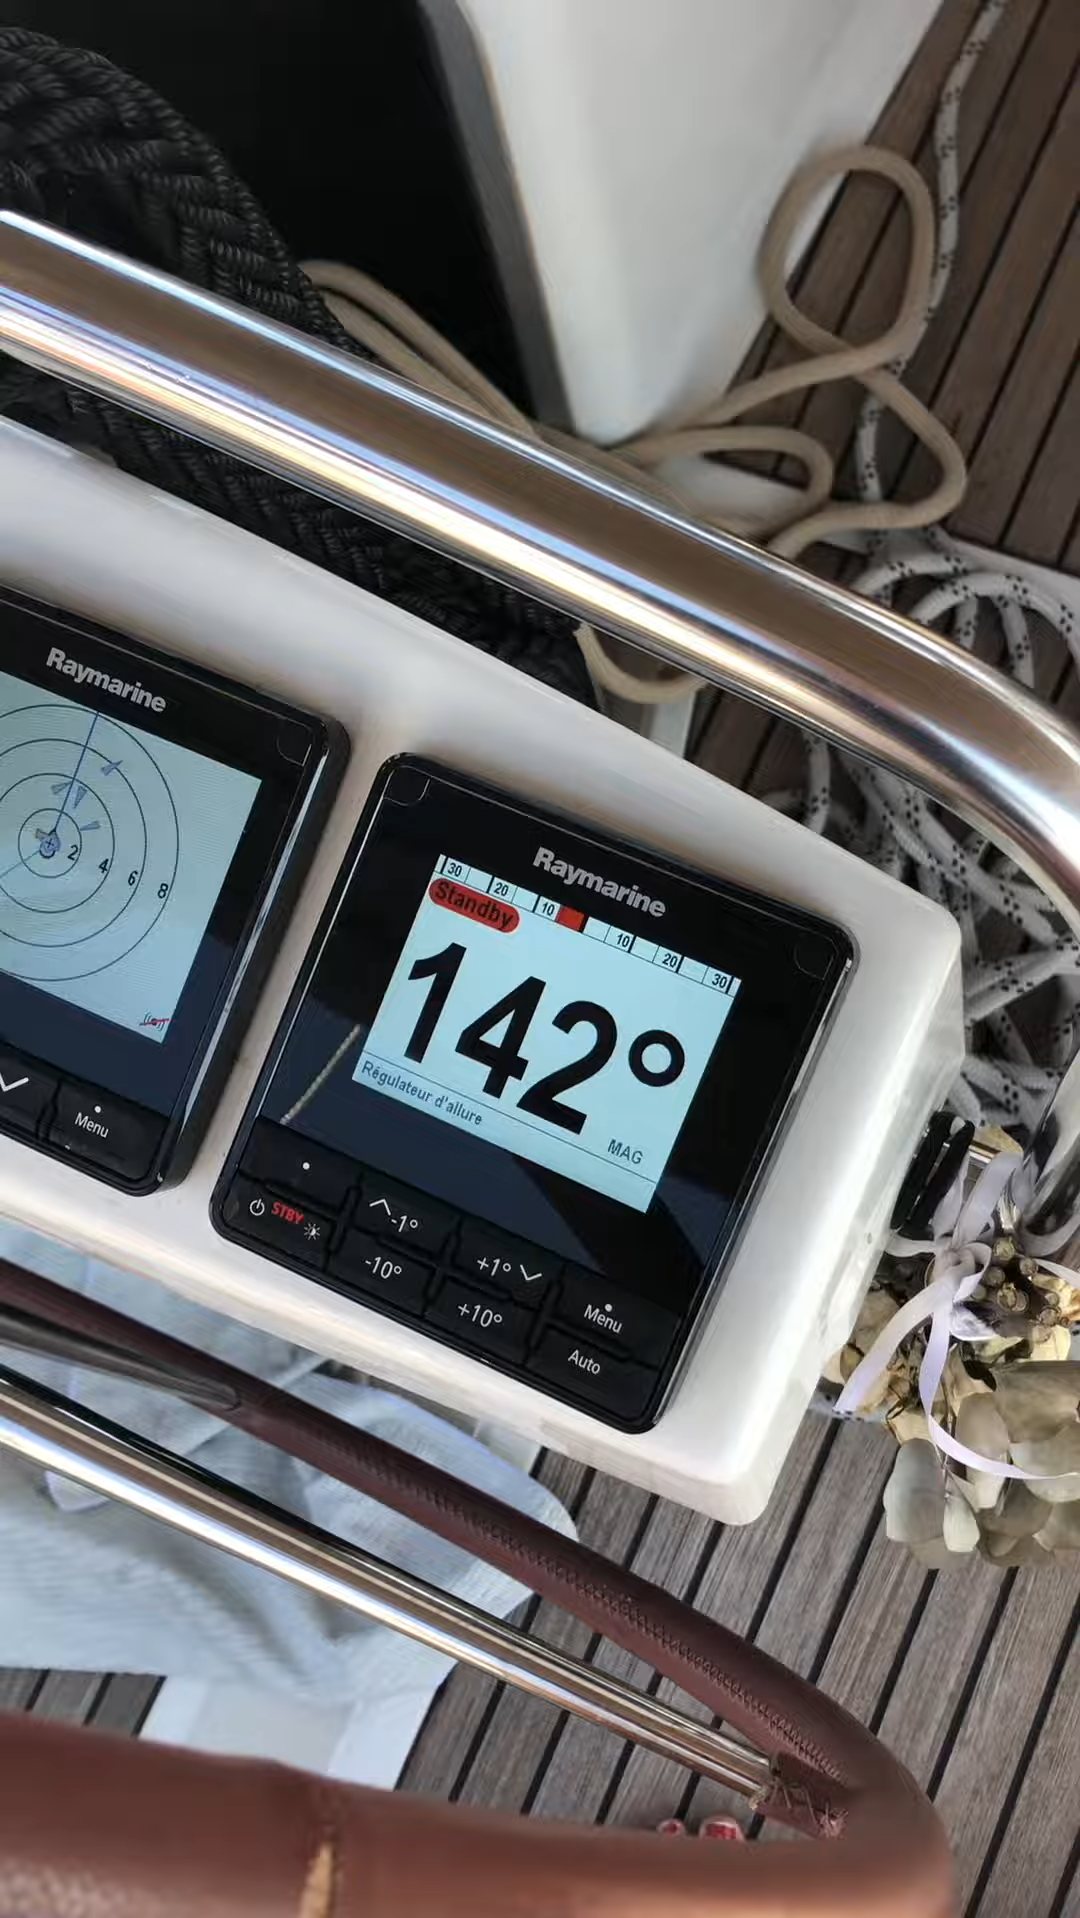 Raymarine
2 4 6 8
Menu
Raymarine
30 20 10 10 20 30
Standby
142°
Régulateur d'allure
MAG
STBY
-1°
-10°
+1°
+10°
Menu
Auto